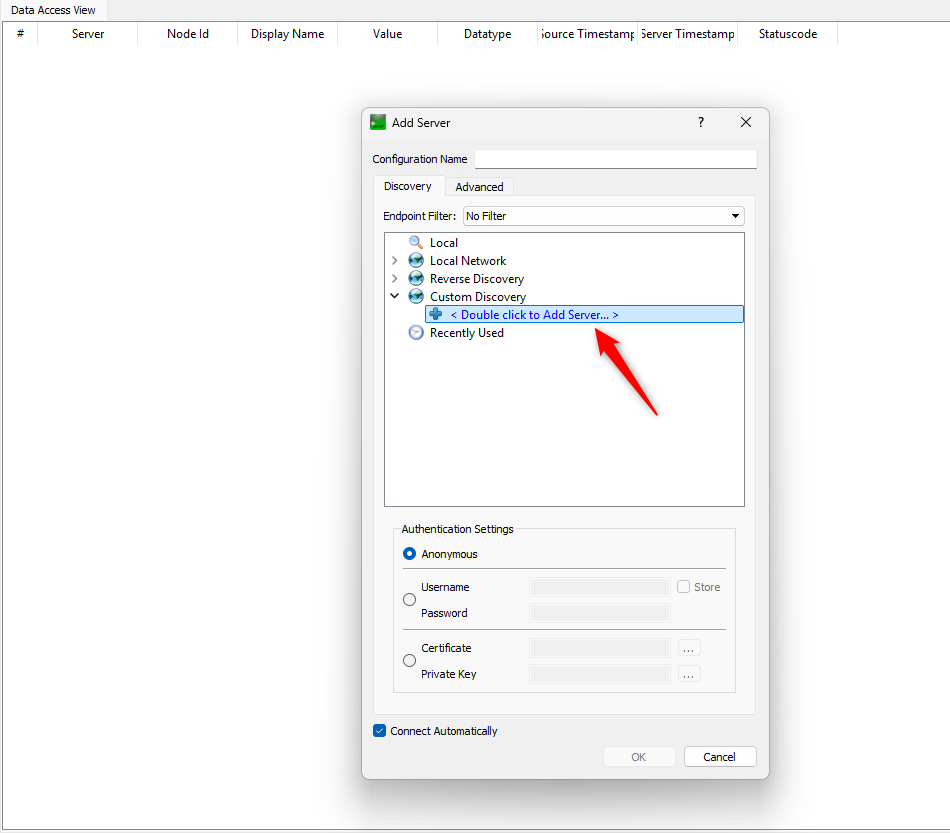 Data Access View
# Server Node Id Display Name Value Datatype ource Timestamp Server Timestamp Statuscode
Add Server ?
Configuration Name
Discovery Advanced
Endpoint Filter: No Filter
Local
Local Network
Reverse Discovery
Custom Discovery
< Double click to Add Server... >
Recently Used
Authentication Settings
Anonymous
Username Store
Password
Certificate ...
Private Key ...
Connect Automatically
OK Cancel